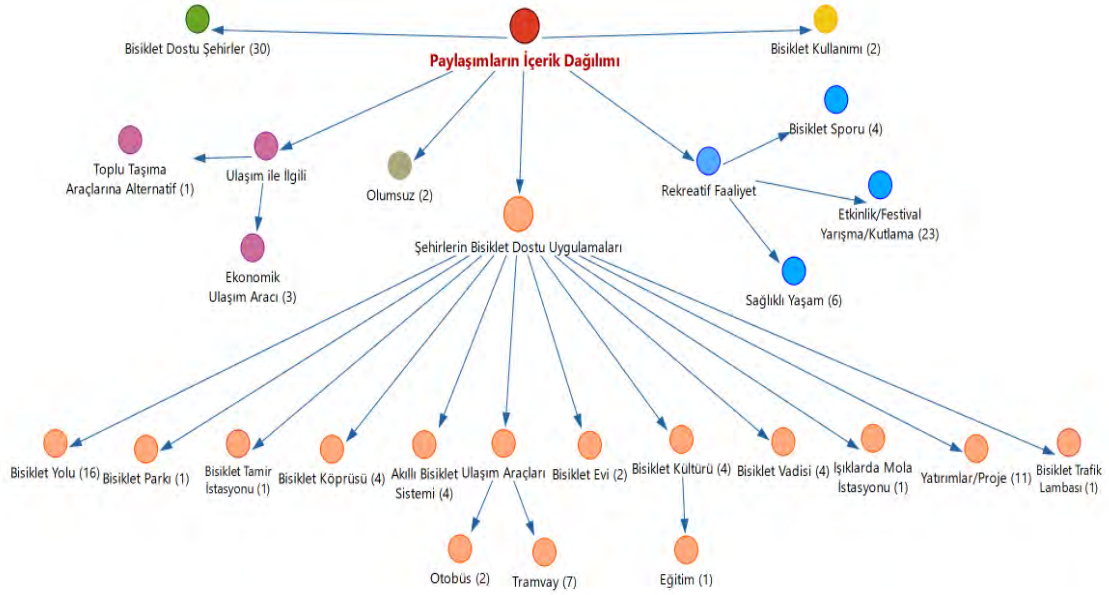 Bisiklet Dostu Şehirler (30)
Paylaşımların İçerik Dağılımı
Bisiklet Kullanımı (2)
Bisiklet Sporu (4)
Toplu Taşıma
Araçlarına Alternatif (1)
Ulaşım ile İlgili
Olumsuz (2)
Rekreatif Faaliyet
Etkinlik/Festival
Yarışma/Kutlama (23)
Şehirlerin Bisiklet Dostu Uygulamaları
Ekonomik
Ulaşım Aracı (3)
Sağlıklı Yaşam (6)
Bisiklet Yolu (16)
Bisiklet Parkı (1)
Bisiklet Tamir
İstasyonu (1)
Bisiklet Köprüsü (4)
Akıllı Bisiklet
Sistemi (4)
Ulaşım Araçları
Bisiklet Evi (2)
Bisiklet Kültürü (4)
Bisiklet Vadisi (4)
Işıklarda Mola
İstasyonu (1)
Yatırımlar/Proje (11)
Bisiklet Trafik
Lambası (1)
Otobüs (2)
Tramvay (7)
Eğitim (1)